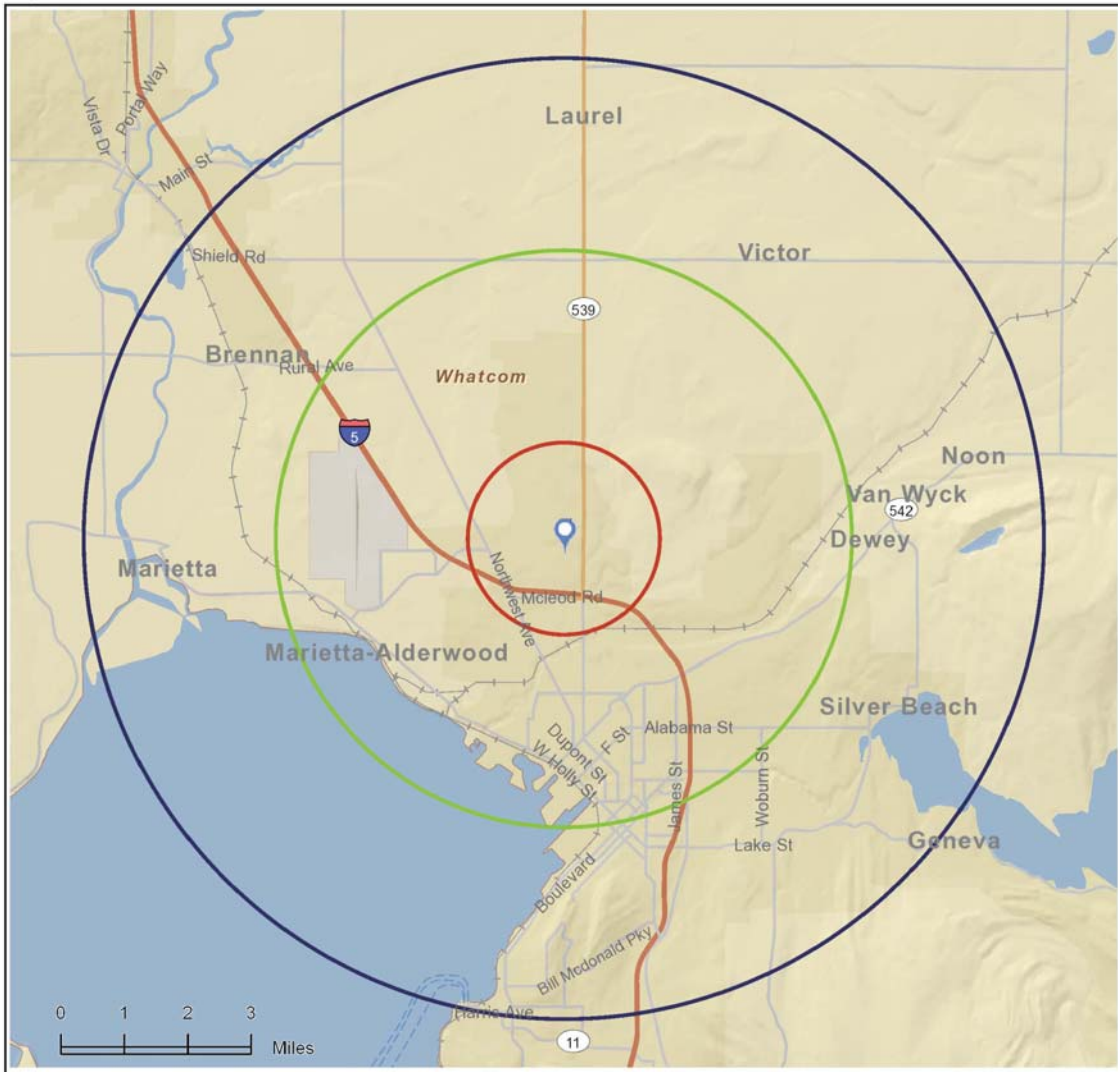 Laurel
Vista Dr
Portal Way
Main St
Shield Rd
Victor
539
Brennan
Rural Ave
Whatcom
5
Noon
Van Wyck
542
Dewey
Marietta
Northwest Ave
Mcleod Rd
Marietta-Alderwood
Silver Beach
Alabama St
F St
Dupont St
W Holly St
James St
Woburn St
Lake St
Geneva
Boulevard
Bill Mcdonald Pky
Harris Ave
11
0 1 2 3
Miles